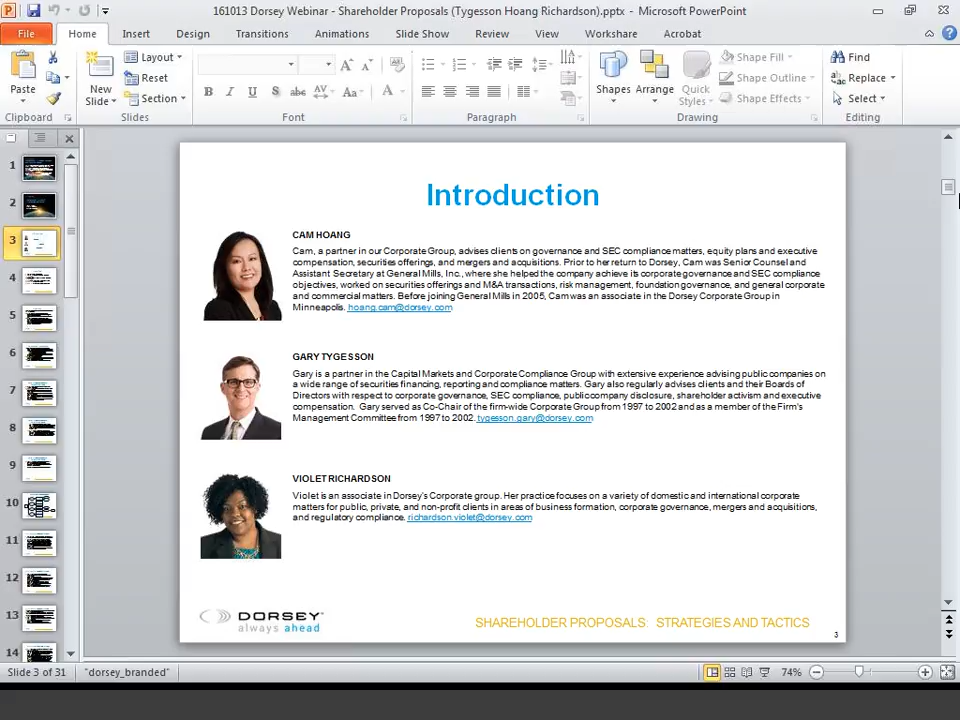 161013 Dorsey Webinar - Shareholder Proposals (Tygesson Hoang Richardson).pptx - Microsoft PowerPoint
File Home Insert Design Transitions Animations Slide Show Review View Workshare Acrobat
Paste
New Slide
Layout
Reset
Section
Shapes
Arrange
Quick Styles
Shape Fill
Shape Outline
Shape Effects
Find
Replace
Select
Clipboard Slides Font Paragraph Drawing Editing
1
2
3
4
5
6
7
8
9
10
11
12
13
14
Introduction
CAM HOANG
Cam, a partner in our Corporate Group, advises clients on governance and SEC compliance matters, equity plans and executive
compensation, securities offerings, and mergers and acquisitions. Prior to her return to Dorsey, Cam was Senior Counsel and
Assistant Secretary at General Mills, Inc., where she helped the company achieve its corporate governance and SEC compliance
objectives, worked on securities offerings and M&A transactions, risk management, foundation governance, and general corporate
and commercial matters. Before joining General Mills in 2005, Cam was an associate in the Dorsey Corporate Group in
Minneapolis. hoang.cam@dorsey.com
GARY TYGESSON
Gary is a partner in the Capital Markets and Corporate Compliance Group with extensive experience advising public companies on
a wide range of securities financing, reporting and compliance matters. Gary also regularly advises clients and their Boards of
Directors with respect to corporate governance, SEC compliance, public company disclosure, shareholder activism and executive
compensation. Gary served as Co-Chair of the firm-wide Corporate Group from 1997 to 2002 and as a member of the Firm's
Management Committee from 1997 to 2002. tygesson.gary@dorsey.com
VIOLET RICHARDSON
Violet is an associate in Dorsey's Corporate group. Her practice focuses on a variety of domestic and international corporate
matters for public, private, and non-profit clients in areas of business formation, corporate governance, mergers and acquisitions,
and regulatory compliance. richardson.violet@dorsey.com
DORSEY
always ahead
SHAREHOLDER PROPOSALS: STRATEGIES AND TACTICS
3
Slide 3 of 31 "dorsey_branded" 74%